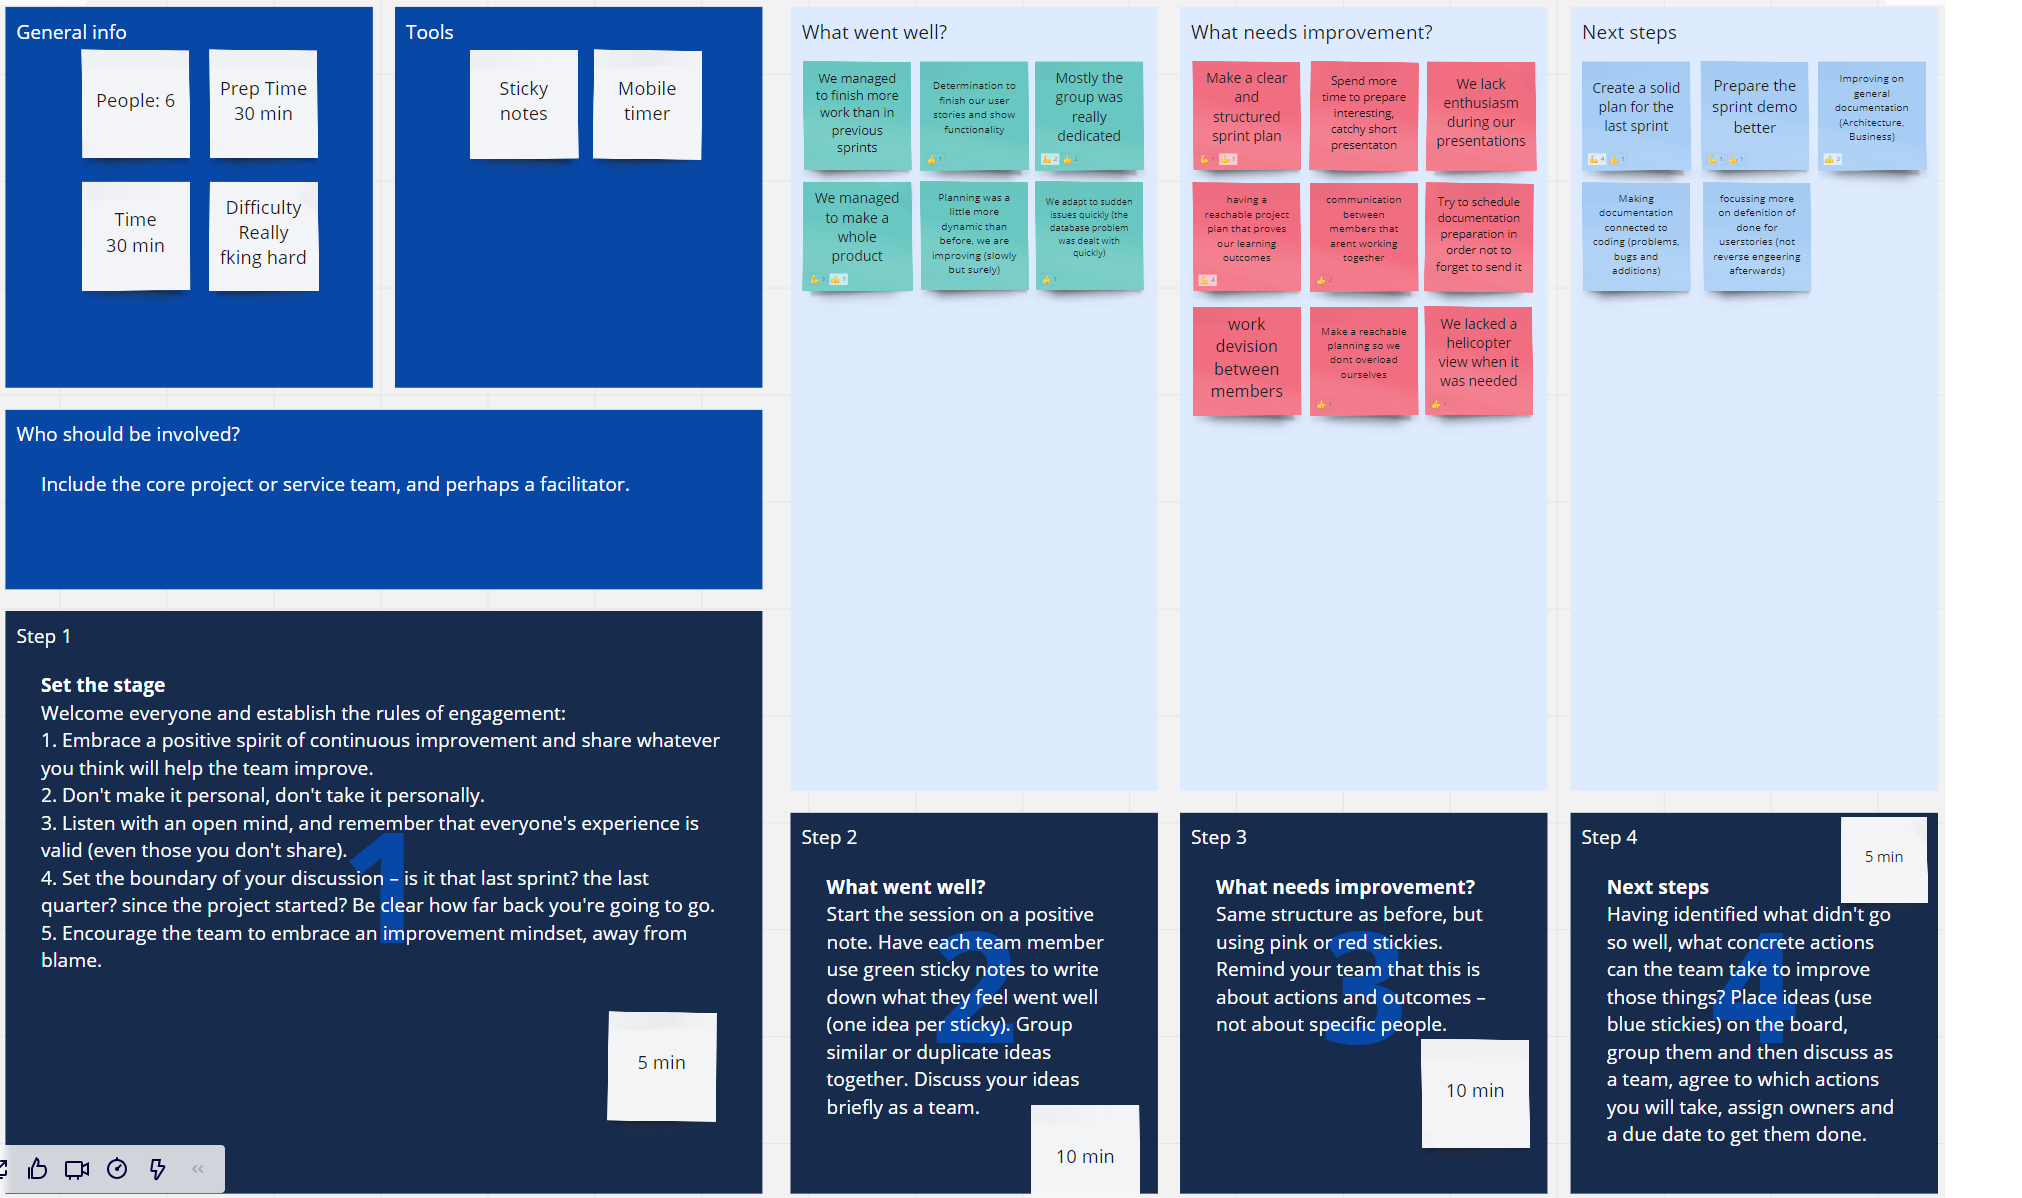 General info
People: 6
Prep Time
30 min
Time
30 min
Difficulty
Really
fking hard
Tools
Sticky
notes
Mobile
timer
Who should be involved?
Include the core project or service team, and perhaps a facilitator.
Step 1
Set the stage
Welcome everyone and establish the rules of engagement:
1. Embrace a positive spirit of continuous improvement and share whatever
you think will help the team improve.
2. Don't make it personal, don't take it personally.
3. Listen with an open mind, and remember that everyone's experience is
valid (even those you don't share).
4. Set the boundary of your discussion – is it that last sprint? the last
quarter? since the project started? Be clear how far back you're going to go.
5. Encourage the team to embrace an improvement mindset, away from
blame.
1
5 min
What went well?
We managed
to finish more
work than in
previous
sprints
Determination to
finish our user
stories and show
functionality
1
Mostly the
group was
really
dedicated
2
2
We managed
to make a
whole
product
3
1
Planning was a
little more
dynamic than
before, we are
improving (slowly
but surely)
We adapt to sudden
issues quickly (the
database problem
was dealt with
quickly)
1
What needs improvement?
Make a clear
and
structured
sprint plan
1
1
Spend more
time to prepare
interesting,
catchy short
presentaton
We lack
enthusiasm
during our
presentations
having a
reachable project
plan that proves
our learning
outcomes
4
communication
between
members that
arent working
together
2
Try to schedule
documentation
preparation in
order not to
forget to send it
work
devision
between
members
Make a reachable
planning so we
dont overload
ourselves
1
We lacked a
helicopter
view when it
was needed
1
Next steps
Create a solid
plan for the
last sprint
4
1
Prepare the
sprint demo
better
1
1
Improving on
general
documentation
(Architecture,
Business)
3
Making
documentation
connected to
coding (problems,
bugs and
additions)
focussing more
on defenition of
done for
userstories (not
reverse engeering
afterwards)
Step 2
What went well?
Start the session on a positive
note. Have each team member
use green sticky notes to write
down what they feel went well
(one idea per sticky). Group
similar or duplicate ideas
together. Discuss your ideas
briefly as a team.
2
10 min
Step 3
What needs improvement?
Same structure as before, but
using pink or red stickies.
Remind your team that this is
about actions and outcomes –
not about specific people.
3
10 min
Step 4
5 min
Next steps
Having identified what didn't go
so well, what concrete actions
can the team take to improve
those things? Place ideas (use
blue stickies) on the board,
group them and then discuss as
a team, agree to which actions
you will take, assign owners and
a due date to get them done.
4